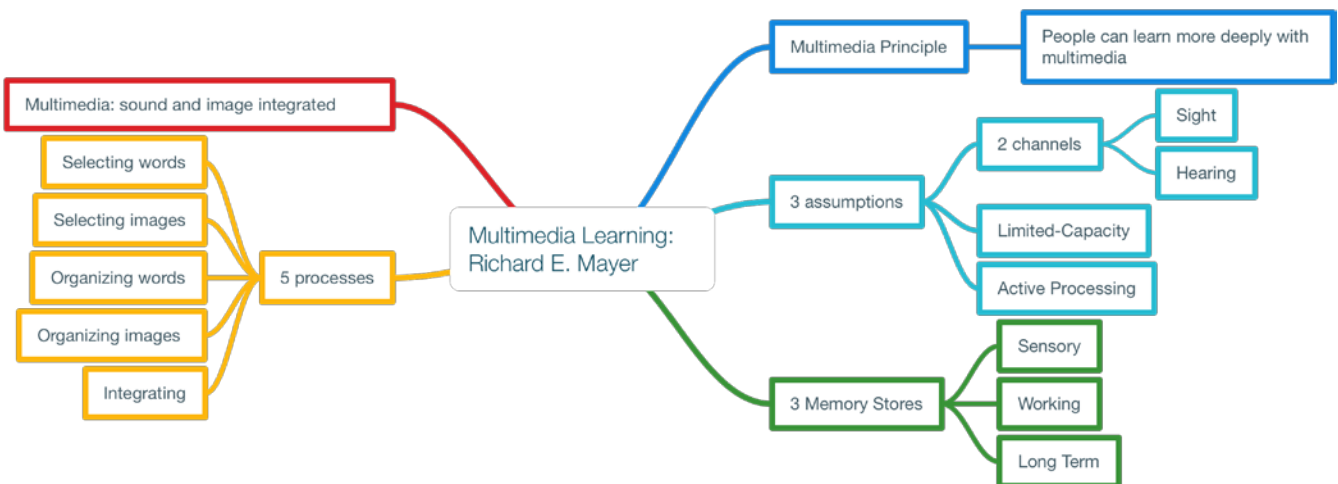 Multimedia Learning:
Richard E. Mayer
Multimedia: sound and image integrated
5 processes
Selecting words
Selecting images
Organizing words
Organizing images
Integrating
Multimedia Principle
People can learn more deeply with
multimedia
3 assumptions
2 channels
Sight
Hearing
Limited-Capacity
Active Processing
3 Memory Stores
Sensory
Working
Long Term